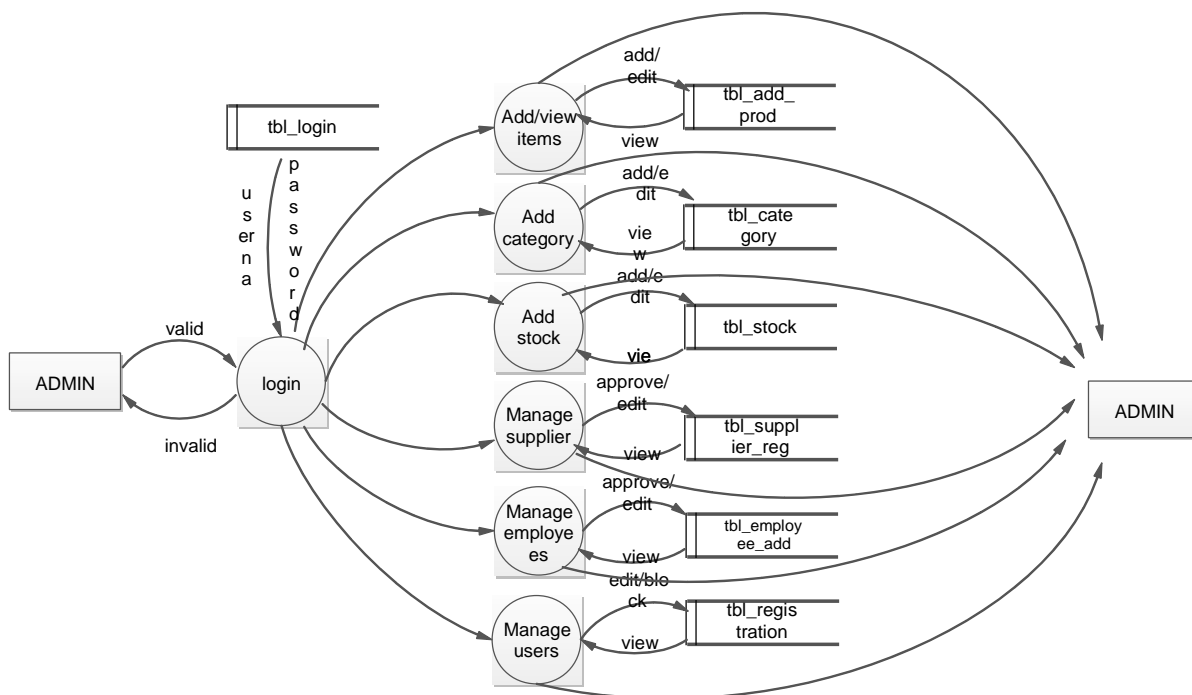 add/
edit
tbl_add_
prod
Add/view
items
view
tbl_login
p
a
s
s
w
o
r
d
u
s
er
n
a
add/e
dit
tbl_cate
gory
Add
category
vie
w
add/e
dit
tbl_stock
Add
stock
vie
valid
ADMIN
login
invalid
approve/
edit
tbl_suppl
ier_reg
Manage
supplier
view
ADMIN
approve/
edit
tbl_employ
ee_add
Manage
employe
es
view
edit/blo
ck
tbl_regis
tration
Manage
users
view